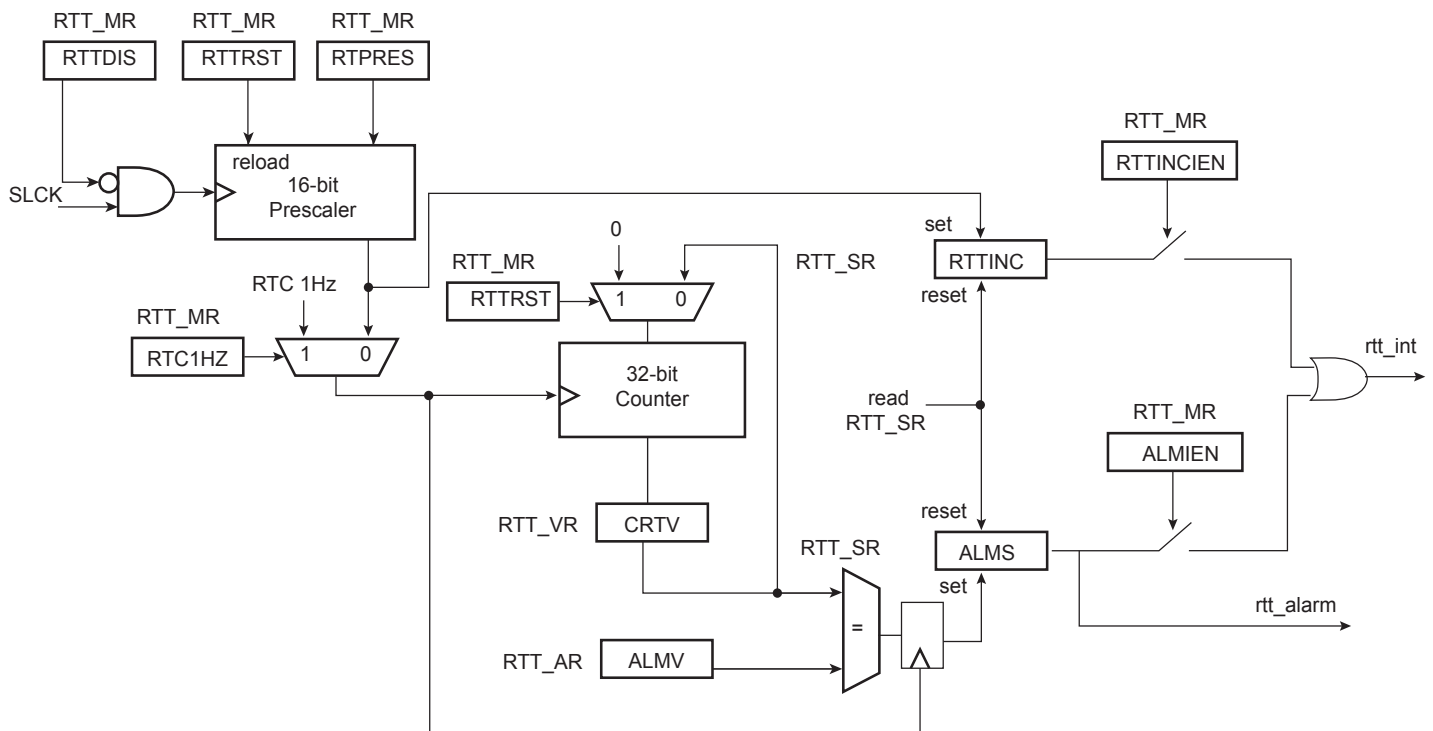 RTT_MR
RTTDIS
RTT_MR
RTTRST
RTT_MR
RTPRES
reload
16-bit
Prescaler
SLCK
RTC 1Hz
RTT_MR
RTC1HZ
1 0
0
RTT_MR
RTTRST
1 0
RTT_SR
32-bit
Counter
RTT_VR
CRTV
RTT_AR
ALMV
RTT_SR
=
set
RTTINC
reset
read
RTT_SR
reset
ALMS
set
RTT_MR
RTTINCIEN
RTT_MR
ALMIEN
rtt_int
rtt_alarm